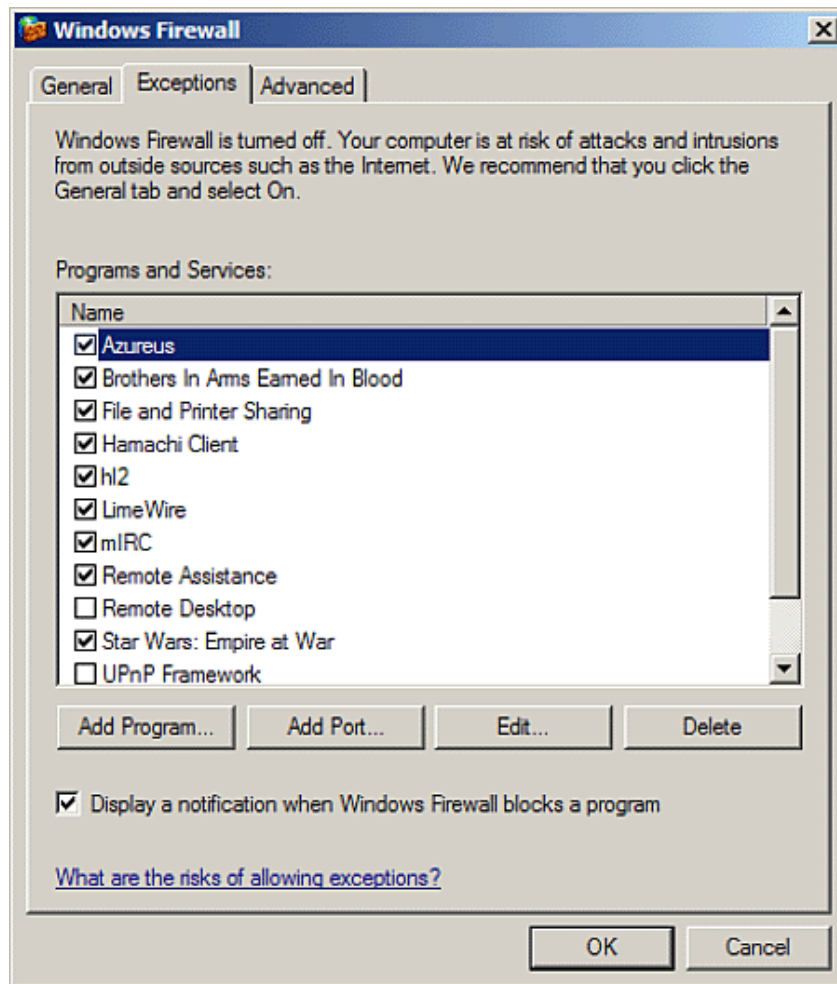 Windows Firewall
General Exceptions Advanced
Windows Firewall is turned off. Your computer is at risk of attacks and intrusions
from outside sources such as the Internet. We recommend that you click the
General tab and select On.
Programs and Services:
Name
Azureus
Brothers In Arms Earned In Blood
File and Printer Sharing
Hamachi Client
hl2
LimeWire
mIRC
Remote Assistance
Remote Desktop
Star Wars: Empire at War
UPnP Framework
Add Program... Add Port... Edit... Delete
Display a notification when Windows Firewall blocks a program
What are the risks of allowing exceptions?
OK Cancel